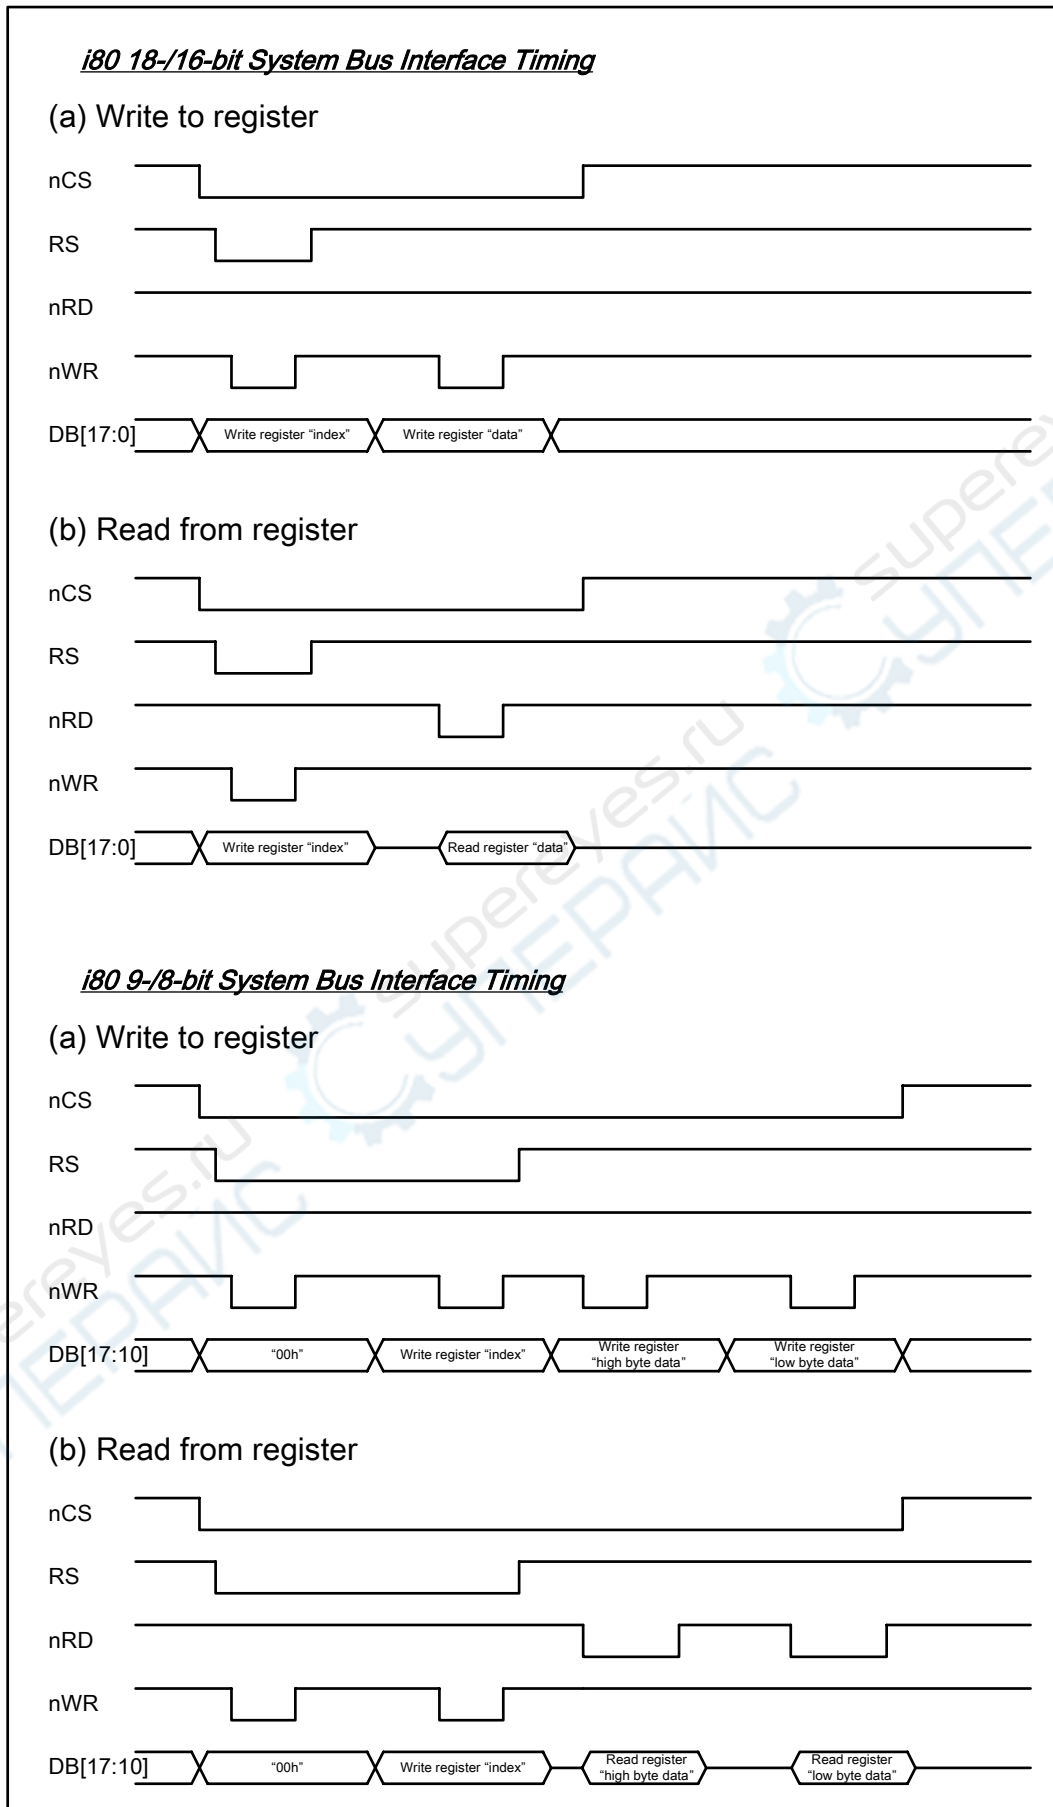 i80 18-/16-bit System Bus Interface Timing
(a) Write to register
nCS
RS
nRD
nWR
DB[17:0]
Write register “index”
Write register “data”
(b) Read from register
nCS
RS
nRD
nWR
DB[17:0]
Write register “index”
Read register “data”
i80 9-/8-bit System Bus Interface Timing
(a) Write to register
nCS
RS
nRD
nWR
DB[17:10]
“00h”
Write register “index”
Write register
“high byte data”
Write register
“low byte data”
(b) Read from register
nCS
RS
nRD
nWR
DB[17:10]
“00h”
Write register “index”
Read register
“high byte data”
Read register
“low byte data”
supereyes.ru
СУПЕРАЙС